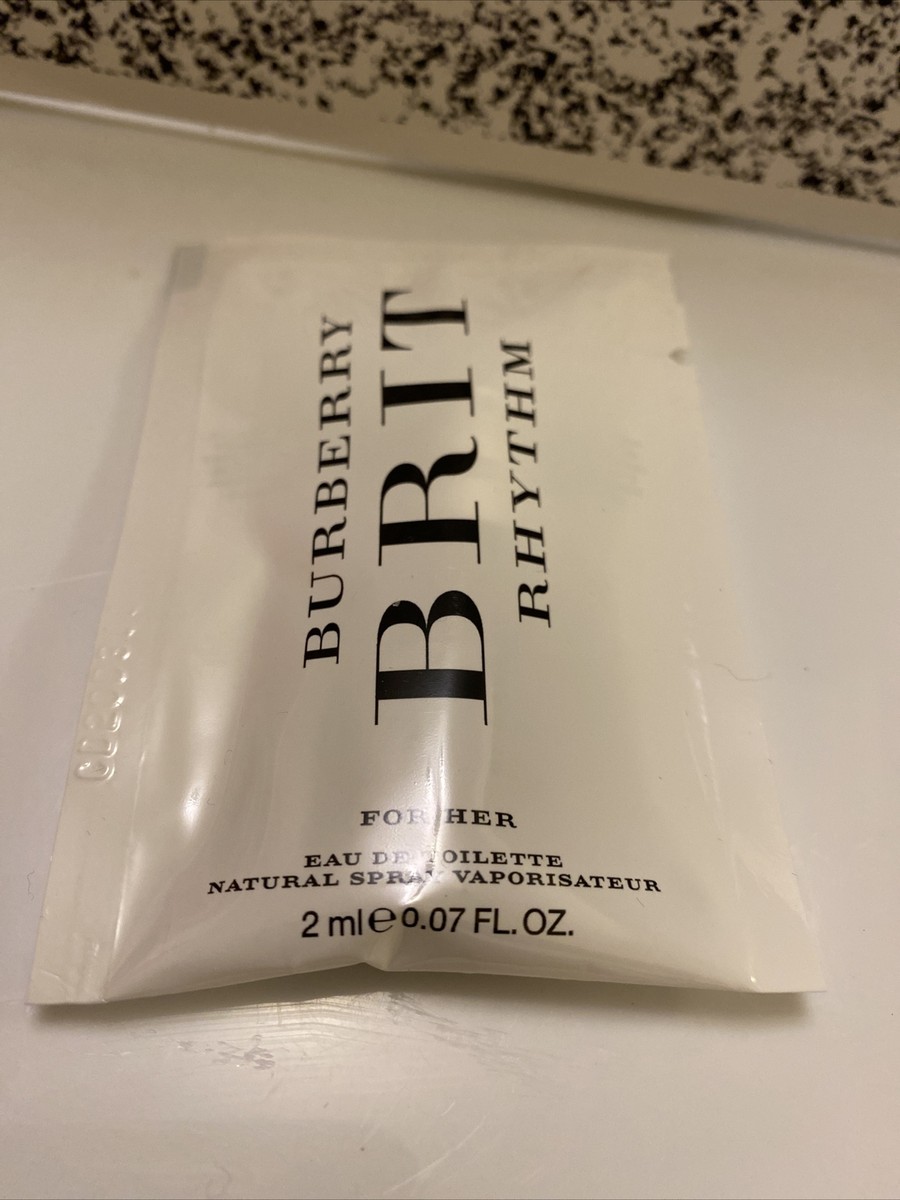 BURBERRY
BRIT
RHYTHM
FOR HER
EAU DE TOILETTE
NATURAL SPRAY VAPORISATEUR
2 ml e 0.07 FL. OZ.